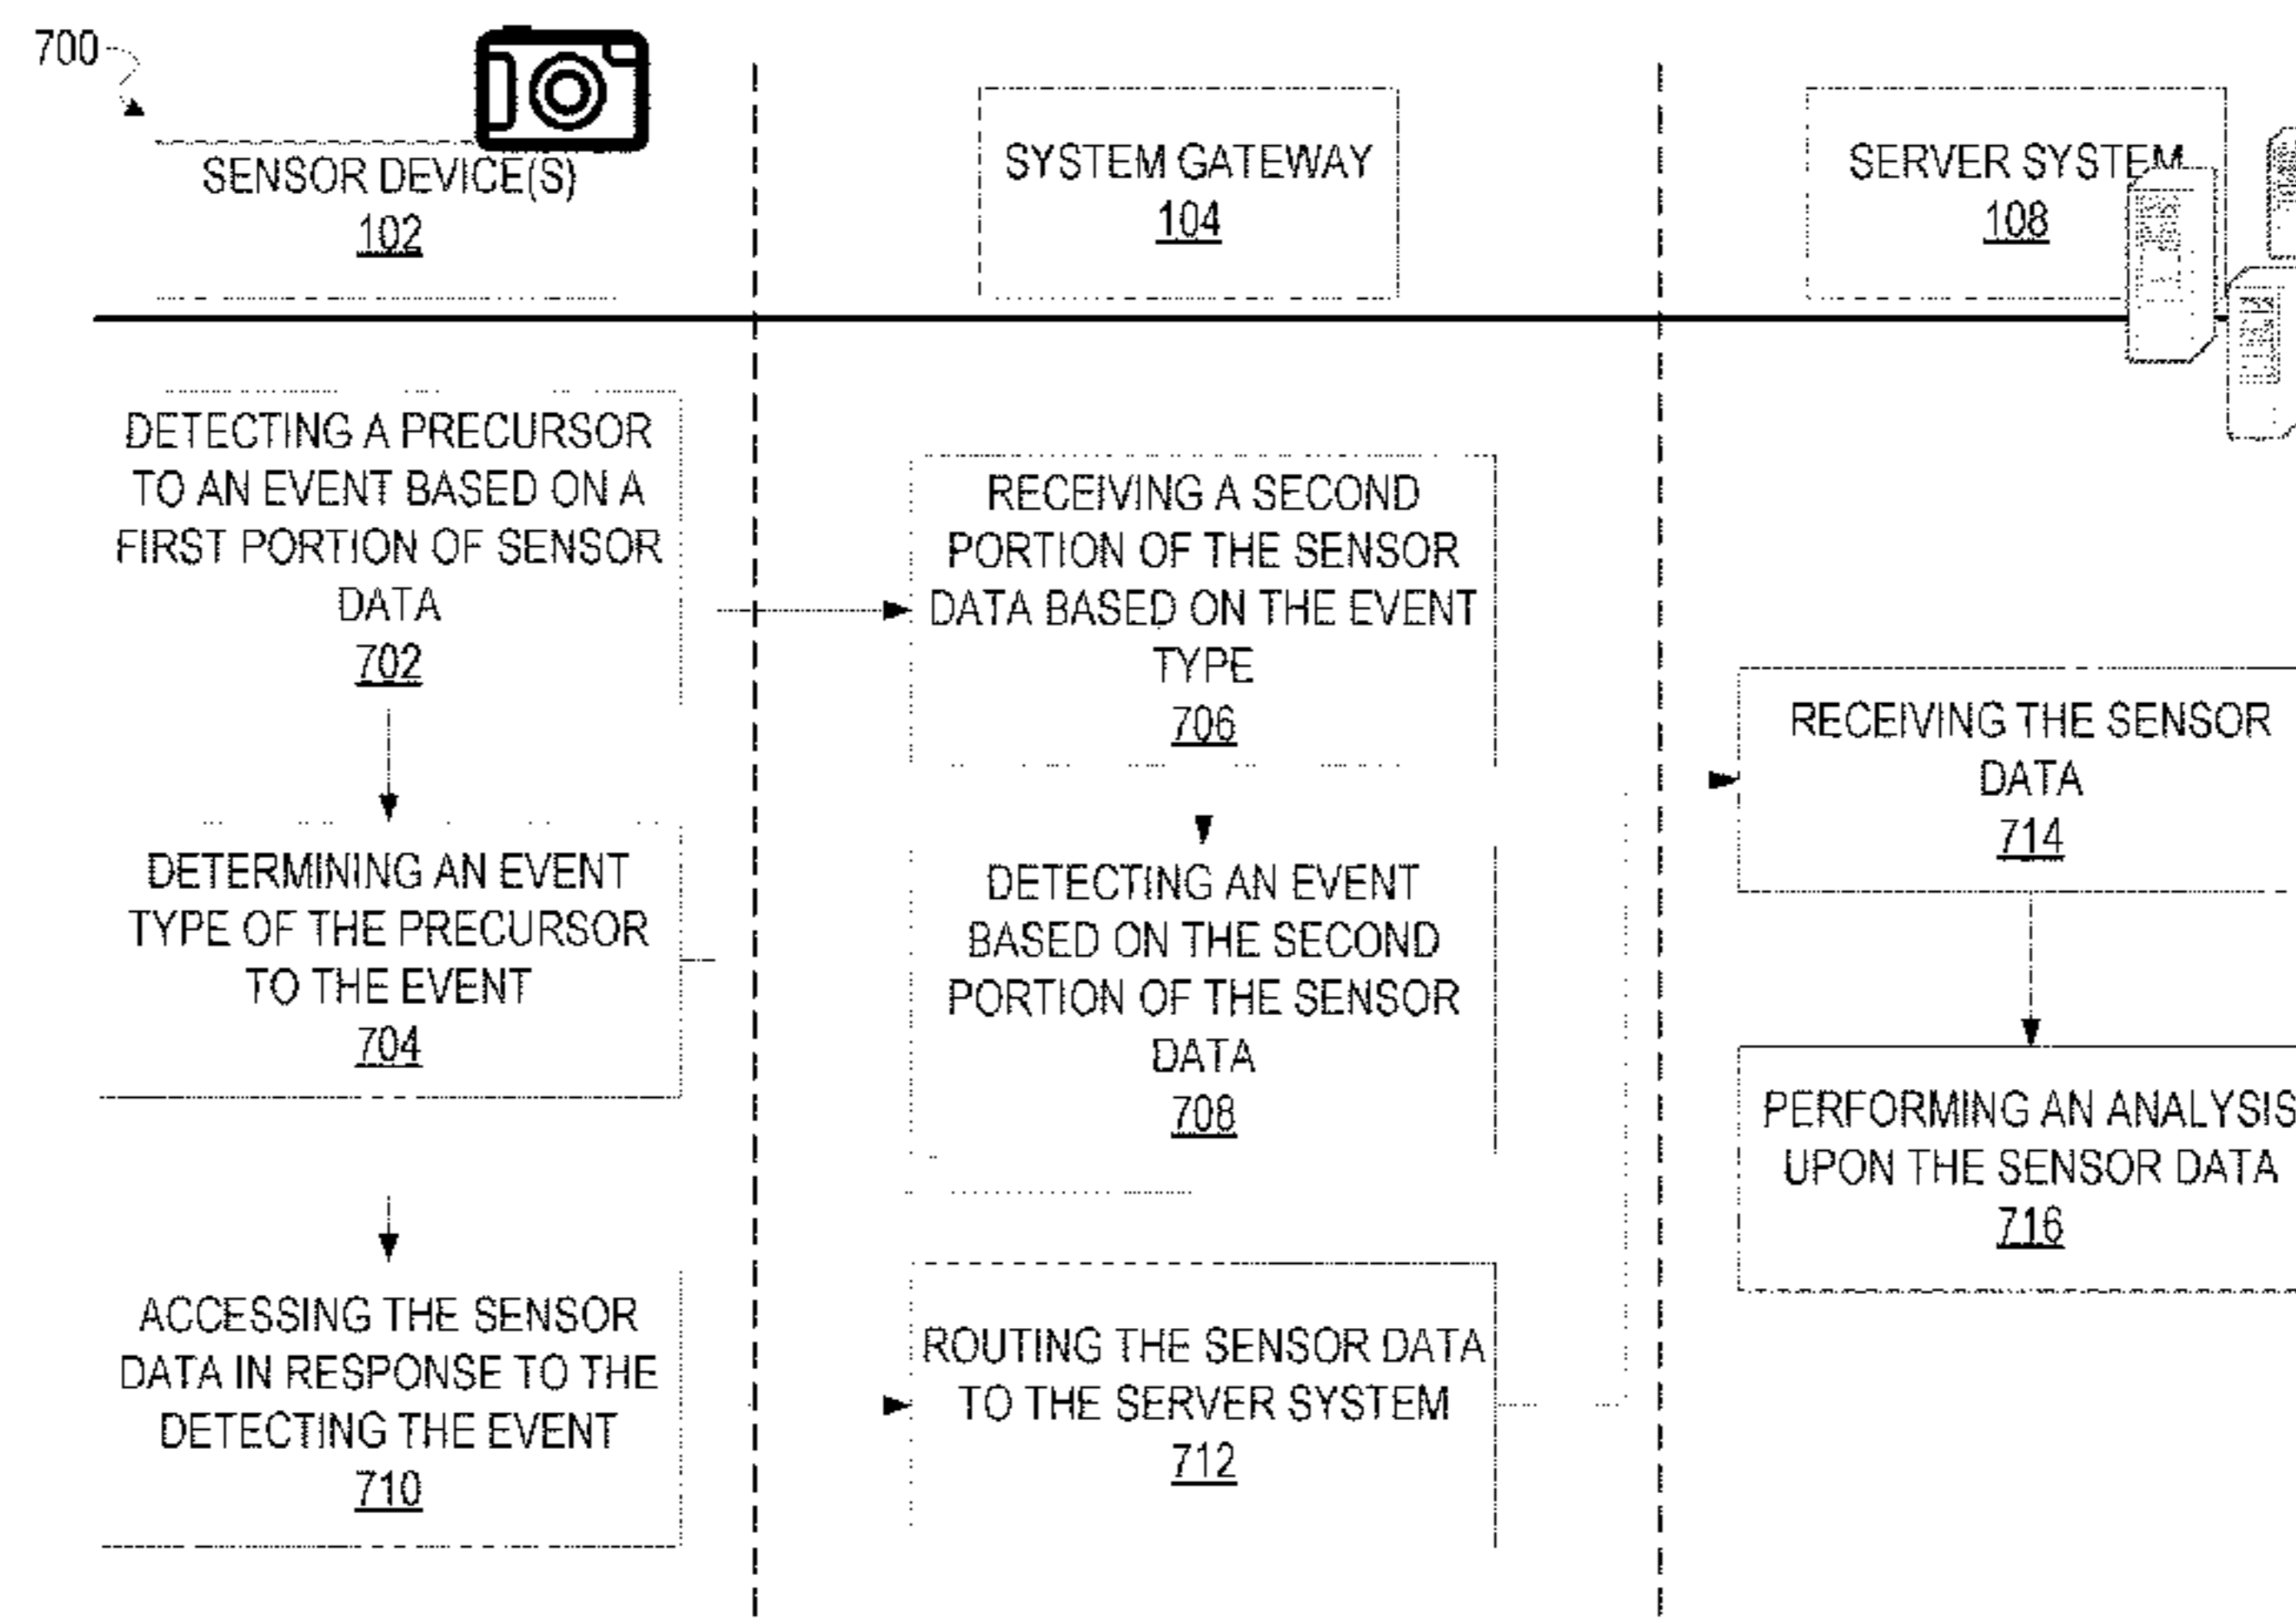 700
SENSOR DEVICE(S)
102
SYSTEM GATEWAY
104
SERVER SYSTEM
108
DETECTING A PRECURSOR
TO AN EVENT BASED ON A
FIRST PORTION OF SENSOR
DATA
702
DETERMINING AN EVENT
TYPE OF THE PRECURSOR
TO THE EVENT
704
ACCESSING THE SENSOR
DATA IN RESPONSE TO THE
DETECTING THE EVENT
710
RECEIVING A SECOND
PORTION OF THE SENSOR
DATA BASED ON THE EVENT
TYPE
706
DETECTING AN EVENT
BASED ON THE SECOND
PORTION OF THE SENSOR
DATA
708
ROUTING THE SENSOR DATA
TO THE SERVER SYSTEM
712
RECEIVING THE SENSOR
DATA
714
PERFORMING AN ANALYSIS
UPON THE SENSOR DATA
716